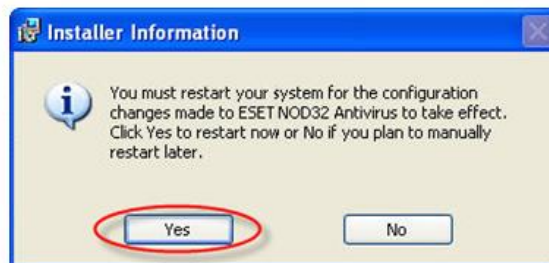 Installer Information
You must restart your system for the configuration
changes made to ESET NOD32 Antivirus to take effect.
Click Yes to restart now or No if you plan to manually
restart later.
Yes
No